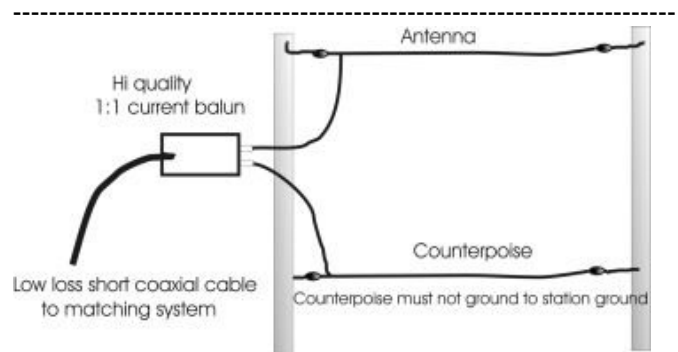 Antenna
Hi quality
1:1 current balun
Counterpoise
Low loss short coaxial cable
to matching system
Counterpoise must not ground to station ground